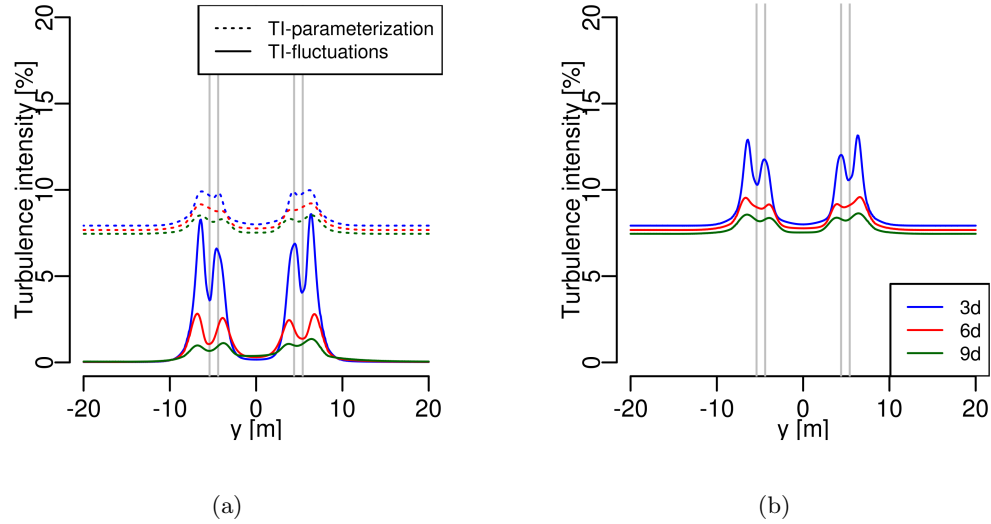 TI-parameterization
TI-fluctuations
Turbulence intensity [%]
0 5 10 15 20
-20 -10 0 10 20
y [m]
(a)
Turbulence intensity [%]
0 5 10 15 20
3d
6d
9d
-20 -10 0 10 20
y [m]
(b)